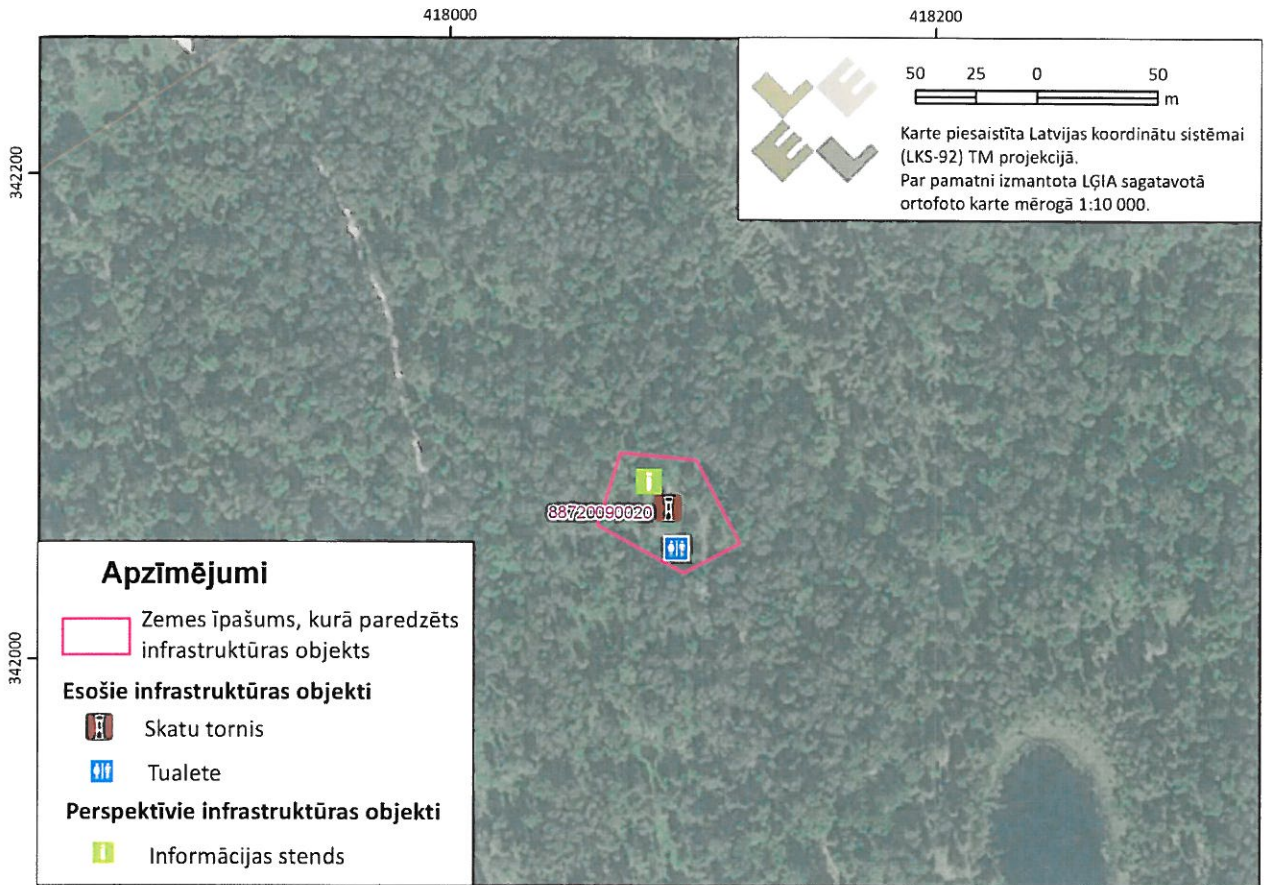 418000
418200
50 25 0 50
m
Karte piesaistīta Latvijas koordinātu sistēmai
(LKS-92) TM projekcijā.
Par pamatni izmantota LĢIA sagatavotā
ortofoto karte mērogā 1:10 000.
342200
88720090020
342000
Apzīmējumi
Zemes īpašums, kurā paredzēts
infrastruktūras objekts
Esošie infrastruktūras objekti
Skatu tornis
Tualete
Perspektīvie infrastruktūras objekti
Informācijas stends